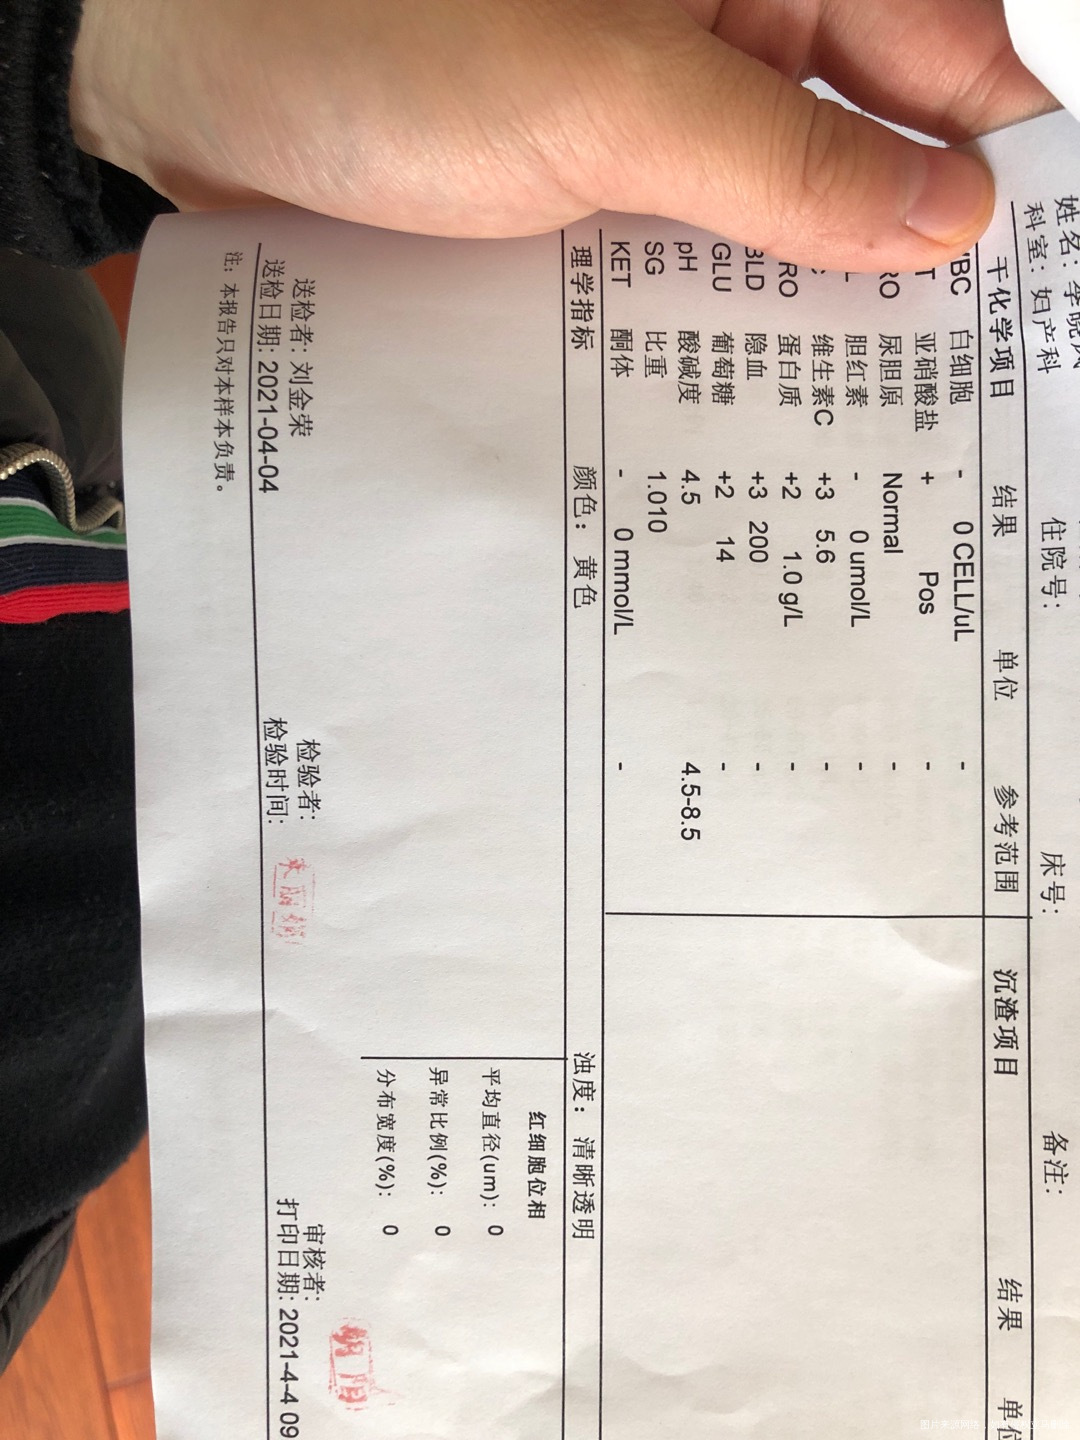 姓名：李晓凤
科室：妇产科 住院号： 床号： 备注：
干化学项目 结果 单位 参考范围 沉渣项目 结果 单位
BC 白细胞 - 0 CELL/uL -
T 亚硝酸盐 + Pos -
RO 尿胆原 Normal -
胆红素 - 0 umol/L -
维生素C +3 5.6 -
RO 蛋白质 +2 1.0 g/L -
BLD 隐血 +3 200 -
GLU 葡萄糖 +2 14 -
pH 酸碱度 4.5 4.5-8.5
SG 比重 1.010
KET 酮体 - 0 mmol/L -
理学指标 颜色： 黄色 浊度： 清晰透明
红细胞位相
平均直径(um): 0
异常比例(%): 0
分布宽度(%): 0
送检者: 刘金荣 检验者: 审核者:
送检日期: 2021-04-04 检验时间: 打印日期: 2021-4-4 09
注：本报告只对本样本负责。